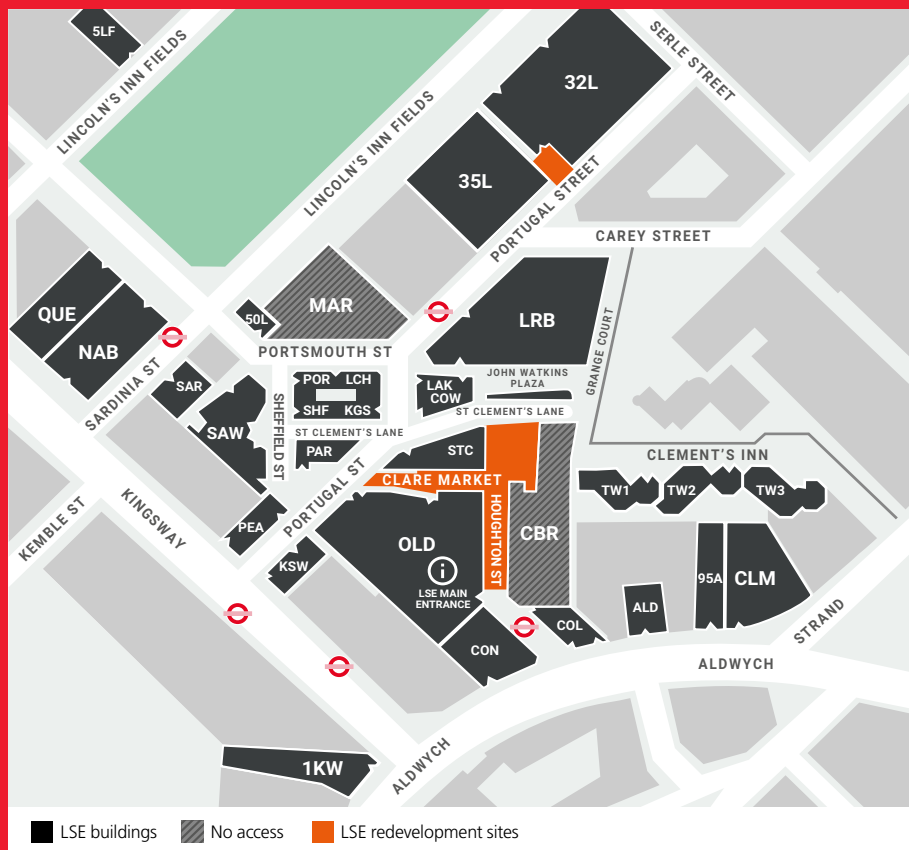 5LF
LINCOLN'S INN FIELDS
SERLE STREET
32L
LINCOLN'S INN FIELDS
35L
PORTUGAL STREET
CAREY STREET
QUE
NAB
50L
MAR
LRB
GRANGE COURT
PORTSMOUTH ST
SARDINIA ST
SAR
SAW
SHEFFIELD ST
POR LCH
SHF KGS
LAK
COW
JOHN WATKINS
PLAZA
ST CLEMENT'S LANE
ST CLEMENT'S LANE
PAR
STC
CLEMENT'S INN
PORTUGAL ST
CLARE MARKET
TW1
TW2
TW3
KINGSWAY
KEMBLE ST
PEA
HOUGHTON ST
CBR
OLD
KSW
LSE MAIN
ENTRANCE
95A
CLM
ALD
COL
STRAND
CON
ALDWYCH
ALDWYCH
1KW
LSE buildings
No access
LSE redevelopment sites